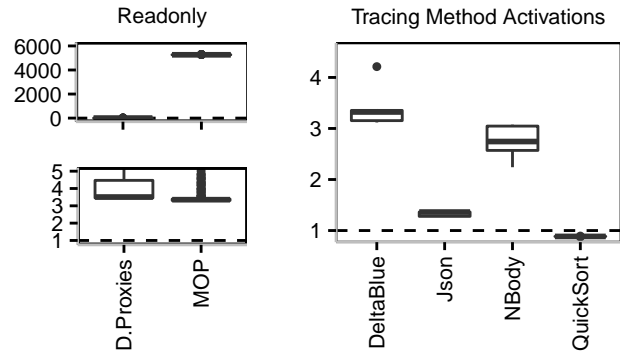 Readonly
6000
4000
2000
0
5
4
3
2
1
D.Proxies
MOP
Tracing Method Activations
4
3
2
1
DeltaBlue
Json
NBody
QuickSort